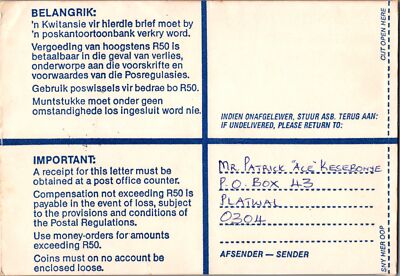 BELANGRIK:
'n Kwitansie vir hierdie brief moet by
'n poskantoortoonbank verkry word.
Vergoeding van hoogstens R50 is
betaalbaar in die geval van verlies,
onderworpe aan die voorskrifte en
voorwaardes van die Posregulasies.
Gebruik poswissels vir bedrae bo R50.
Muntstukke moet onder geen
omstandighede los ingesluit word nie.
CUT OPEN HERE
INDIEN ONAFGELEWER, STUUR ASB. TERUG AAN:
IF UNDELIVERED, PLEASE RETURN TO:
IMPORTANT:
A receipt for this letter must be
obtained at a post office counter.
Compensation not exceeding R50 is
payable in the event of loss, subject
to the provisions and conditions of
the Postal Regulations.
Use money-orders for amounts
exceeding R50.
Coins must on no account be
enclosed loose.
MR PATRICK "ACE" KEGERONNE
P.O. BOX 43
PLATWAL
0304
AFSENDER – SENDER
SNY HIER OOP